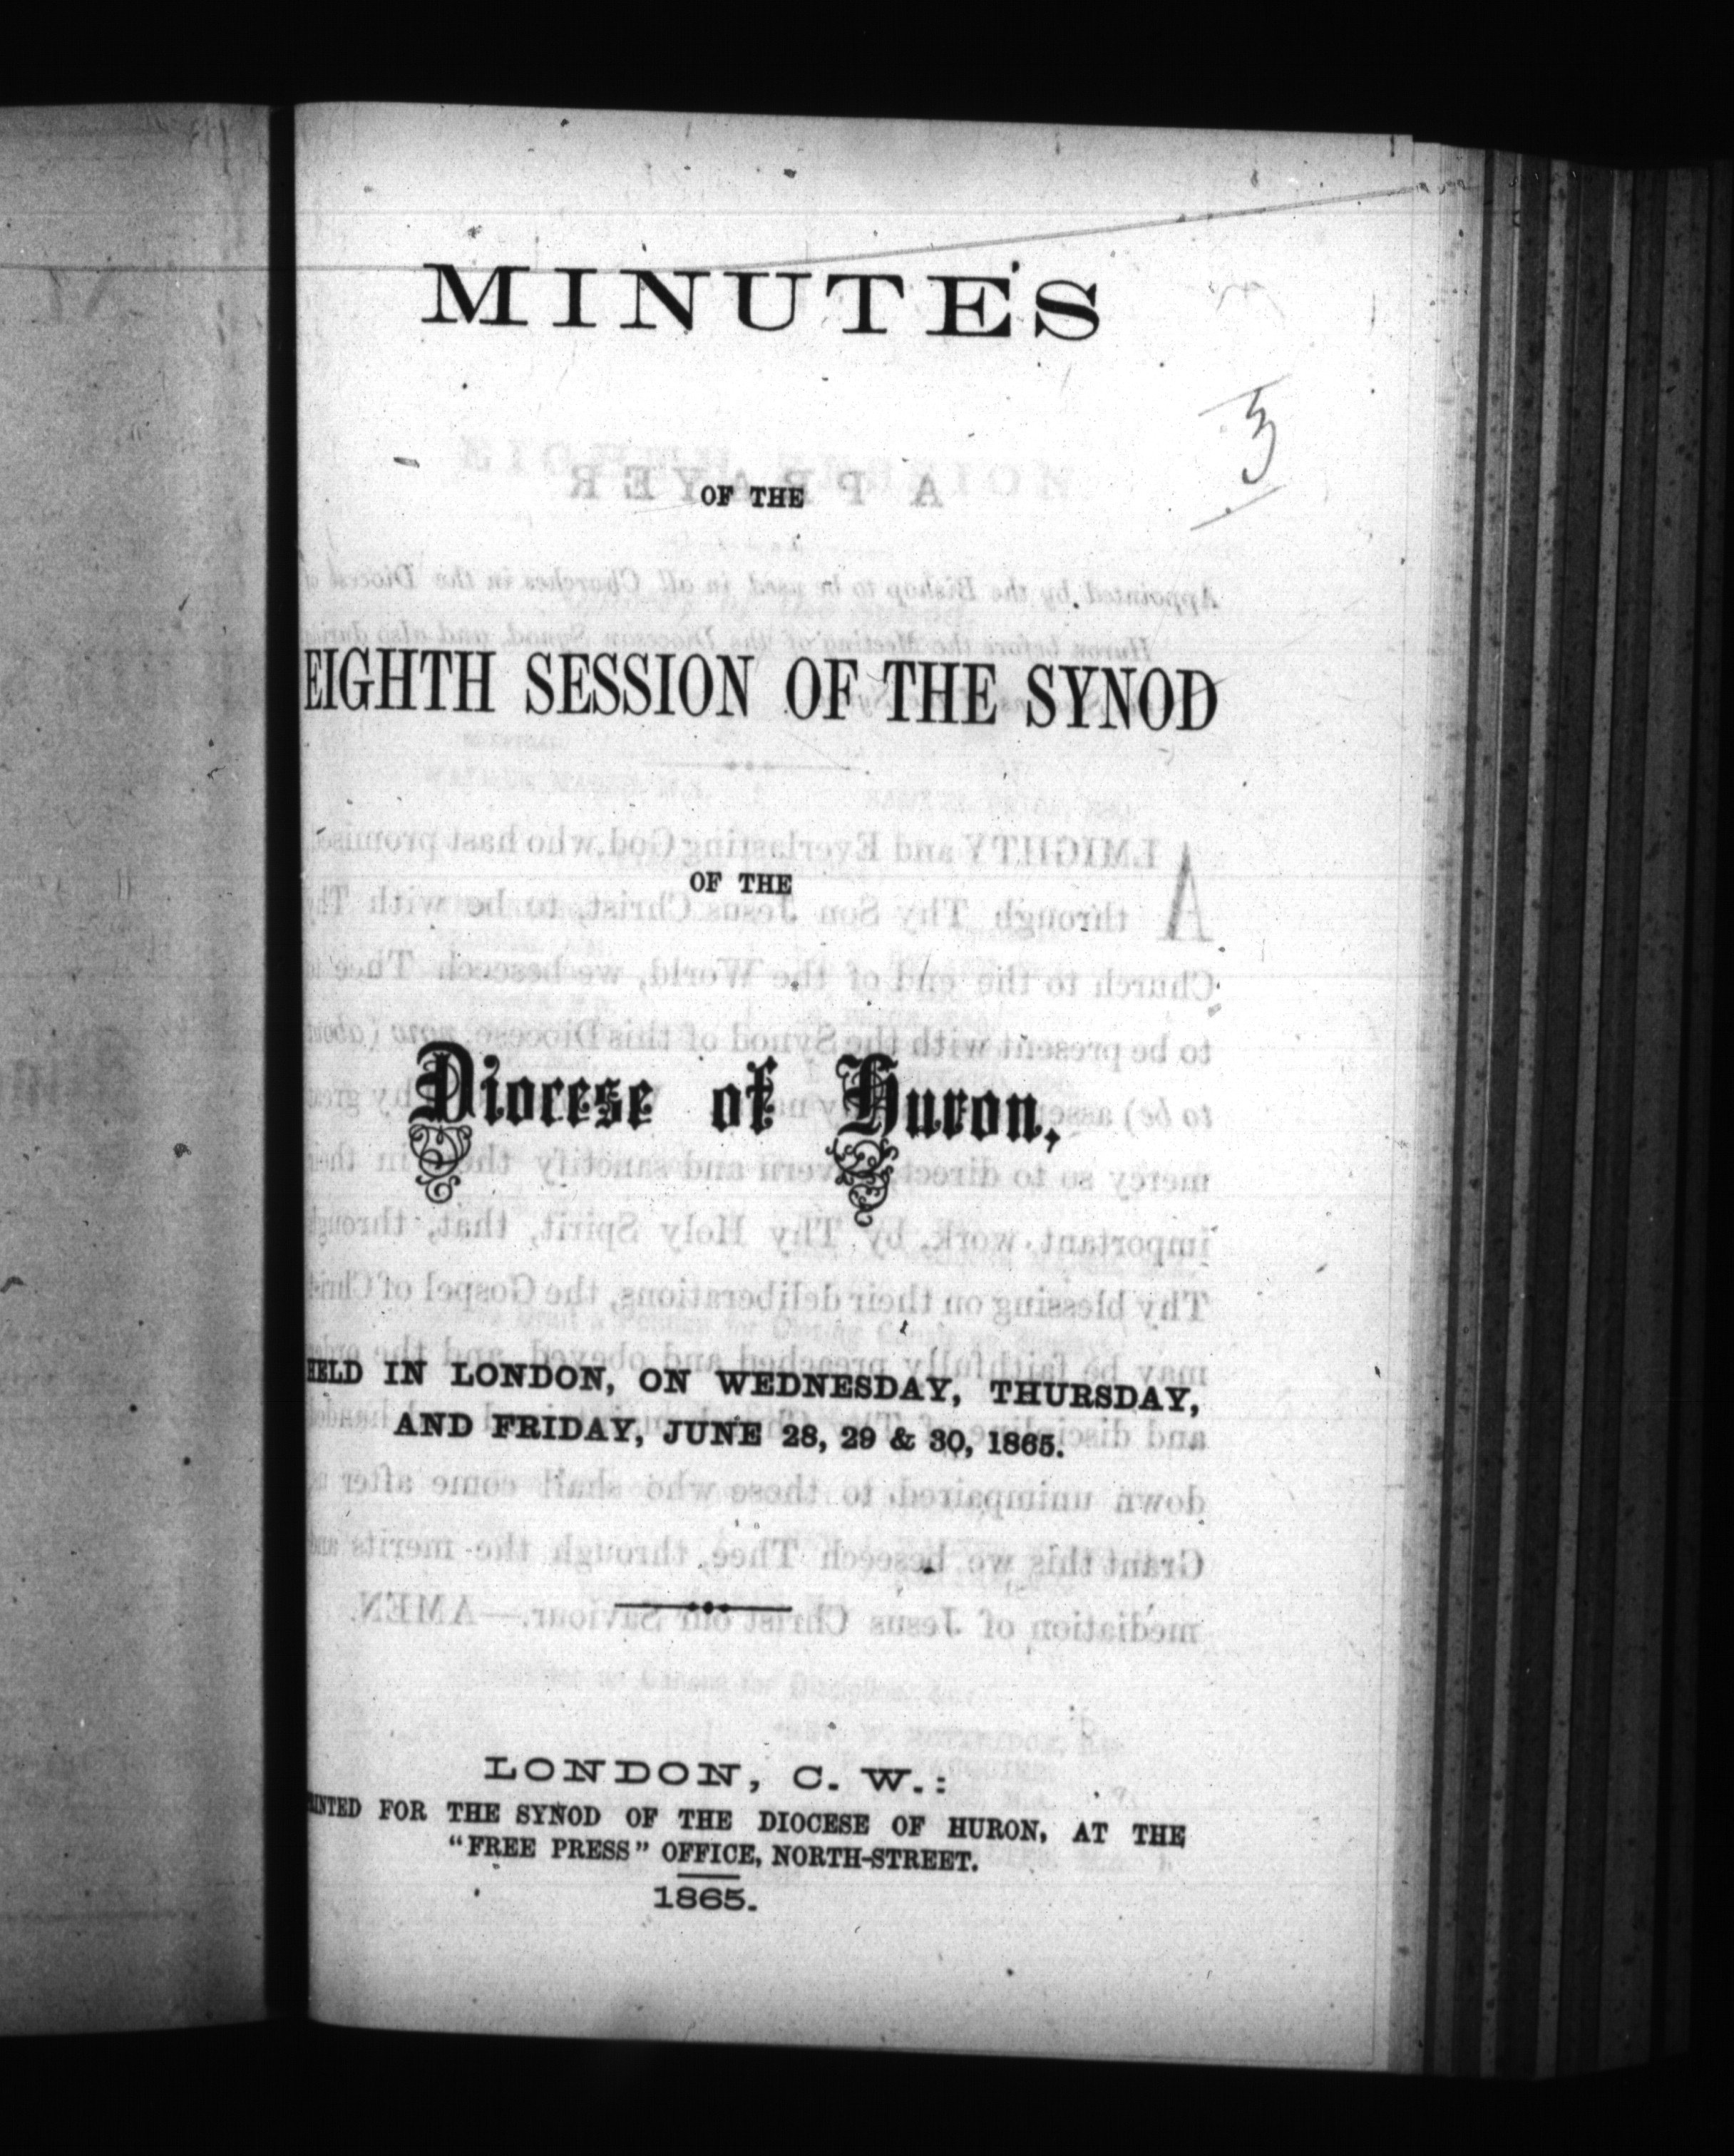 MINUTES
3
OF THE
EIGHTH SESSION OF THE SYNOD
OF THE
Diocese of Huron,
HELD IN LONDON, ON WEDNESDAY, THURSDAY,
AND FRIDAY, JUNE 28, 29 & 30, 1865.
LONDON, C. W.:
PRINTED FOR THE SYNOD OF THE DIOCESE OF HURON, AT THE
"FREE PRESS" OFFICE, NORTH-STREET.
1865.